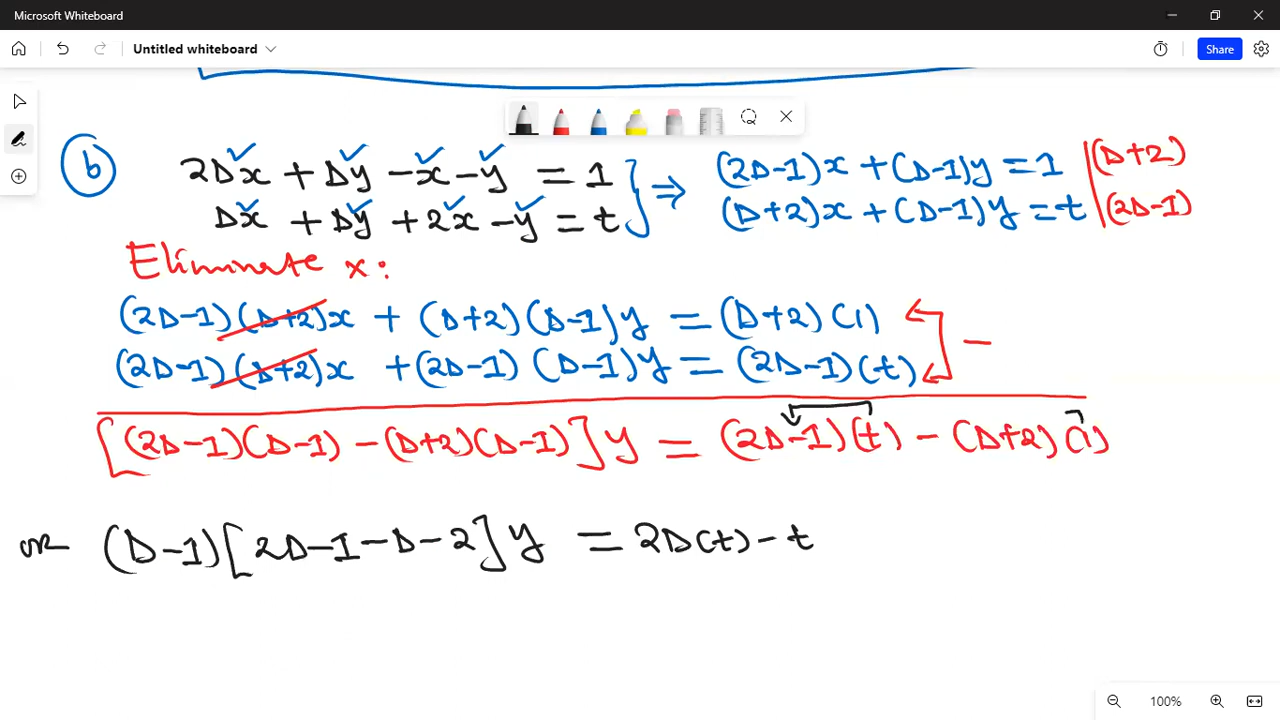 Microsoft Whiteboard
Untitled whiteboard
Share
b
2Dx + Dy - x - y = 1
Dx + Dy + 2x - y = t
⇒ (2D-1)x + (D-1)y = 1 | (D+2)
(D+2)x + (D-1)y = t | (2D-1)
Eliminate x:
(2D-1)(D+2)x + (D+2)(D-1)y = (D+2)(1)
(2D-1)(D+2)x + (2D-1)(D-1)y = (2D-1)(t)
-
[(2D-1)(D-1) - (D+2)(D-1)]y = (2D-1)(t) - (D+2)(1)
or (D-1)[2D-1-D-2]y = 2D(t) - t
100%